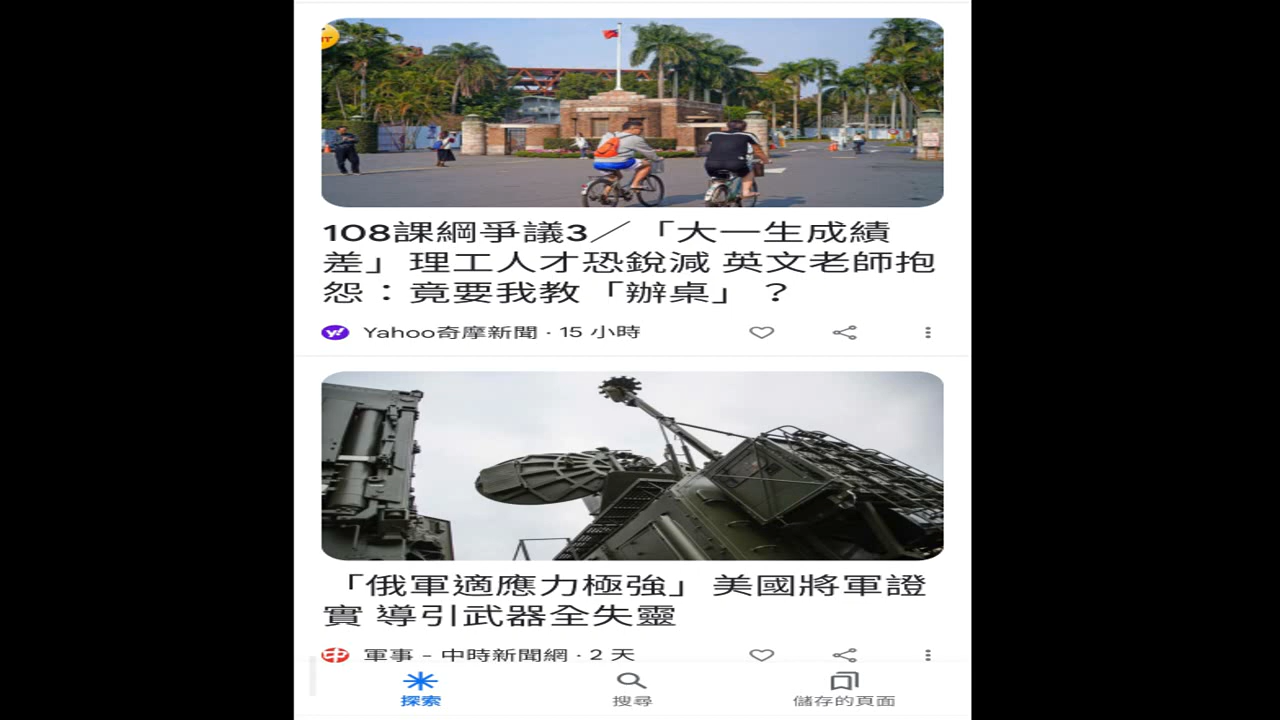 108課綱爭議3／「大一生成績
差」理工人才恐銳減 英文老師抱
怨：竟要我教「辦桌」？
Yahoo奇摩新聞 · 15 小時
「俄軍適應力極強」 美國將軍證
實 導引武器全失靈
軍事 - 中時新聞網 · 2 天
探索
搜尋
儲存的頁面